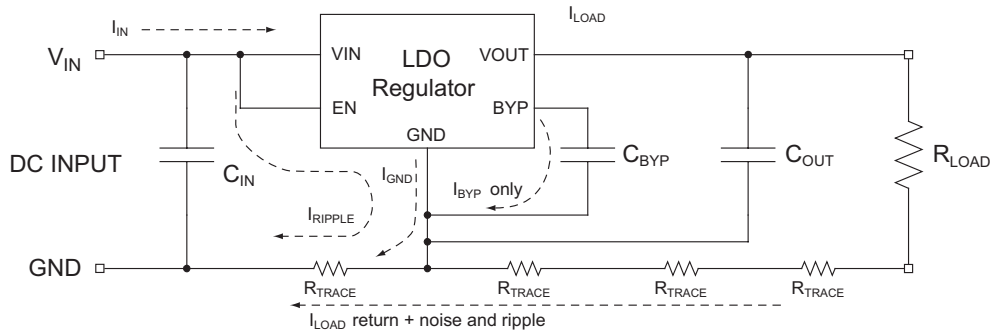 I_IN
I_LOAD
V_IN
VIN
LDO
Regulator
VOUT
EN
BYP
GND
DC INPUT
C_IN
I_GND
C_BYP
C_OUT
R_LOAD
I_BYP only
I_RIPPLE
GND
R_TRACE
R_TRACE
R_TRACE
R_TRACE
I_LOAD return + noise and ripple